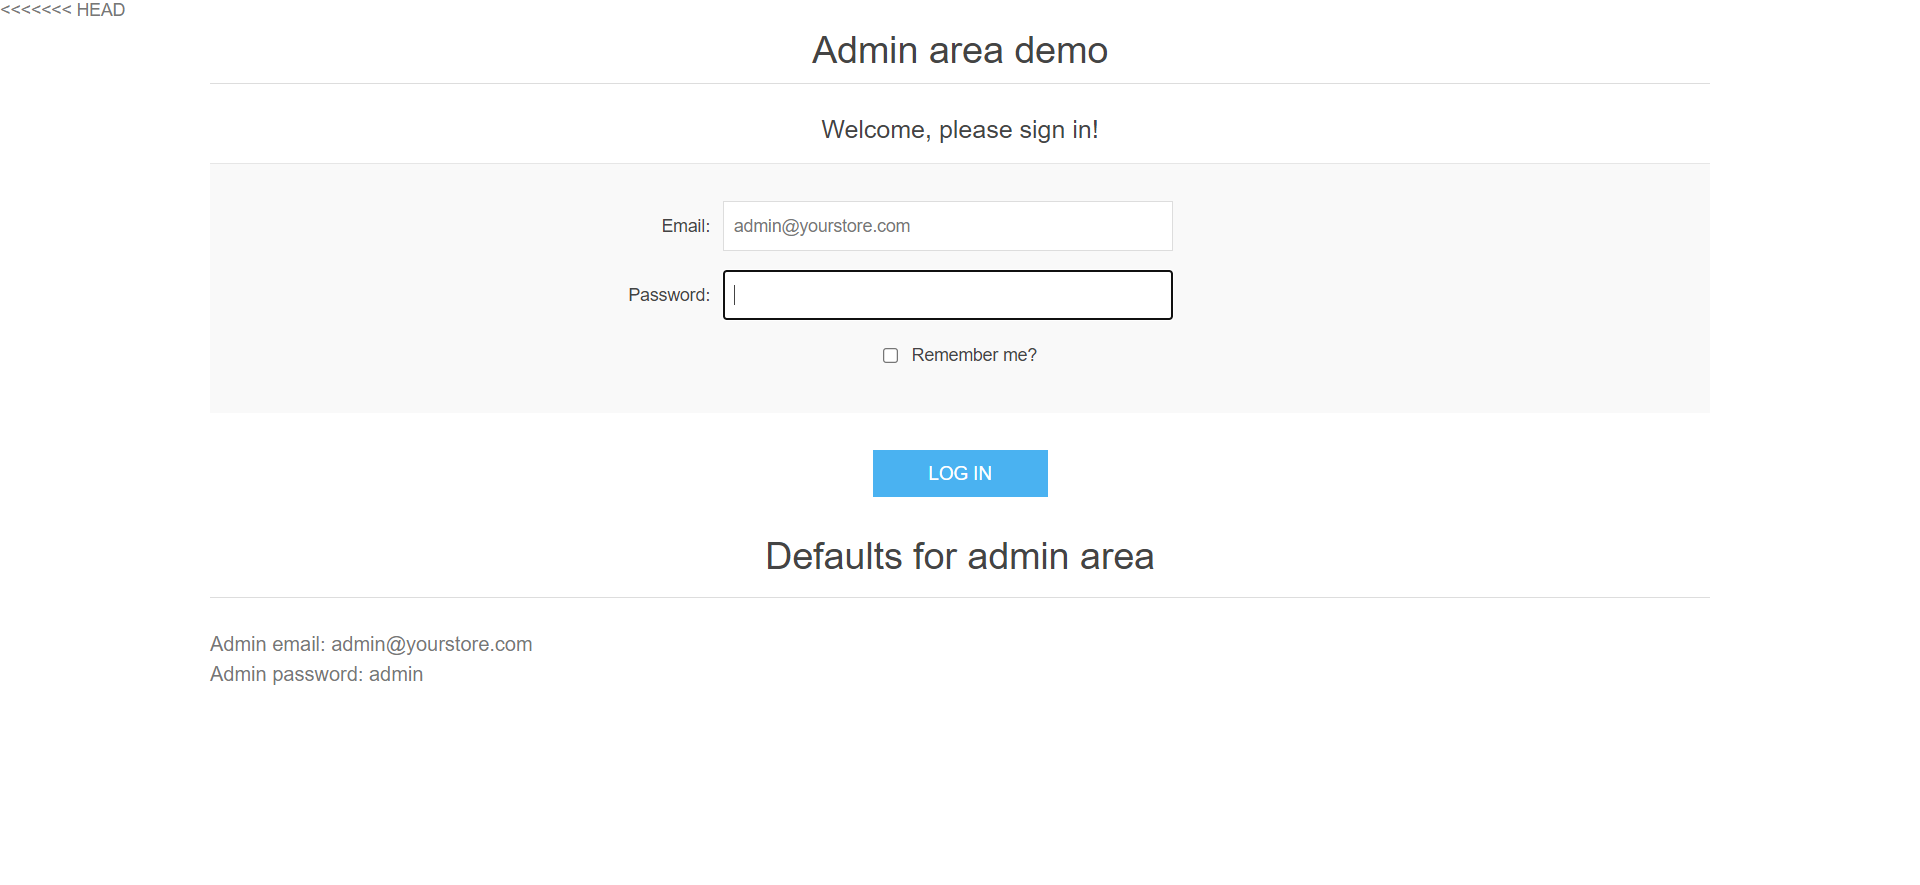 <<<<<<< HEAD
Admin area demo
Welcome, please sign in!
Email: admin@yourstore.com
Password:
Remember me?
LOG IN
Defaults for admin area
Admin email: admin@yourstore.com
Admin password: admin